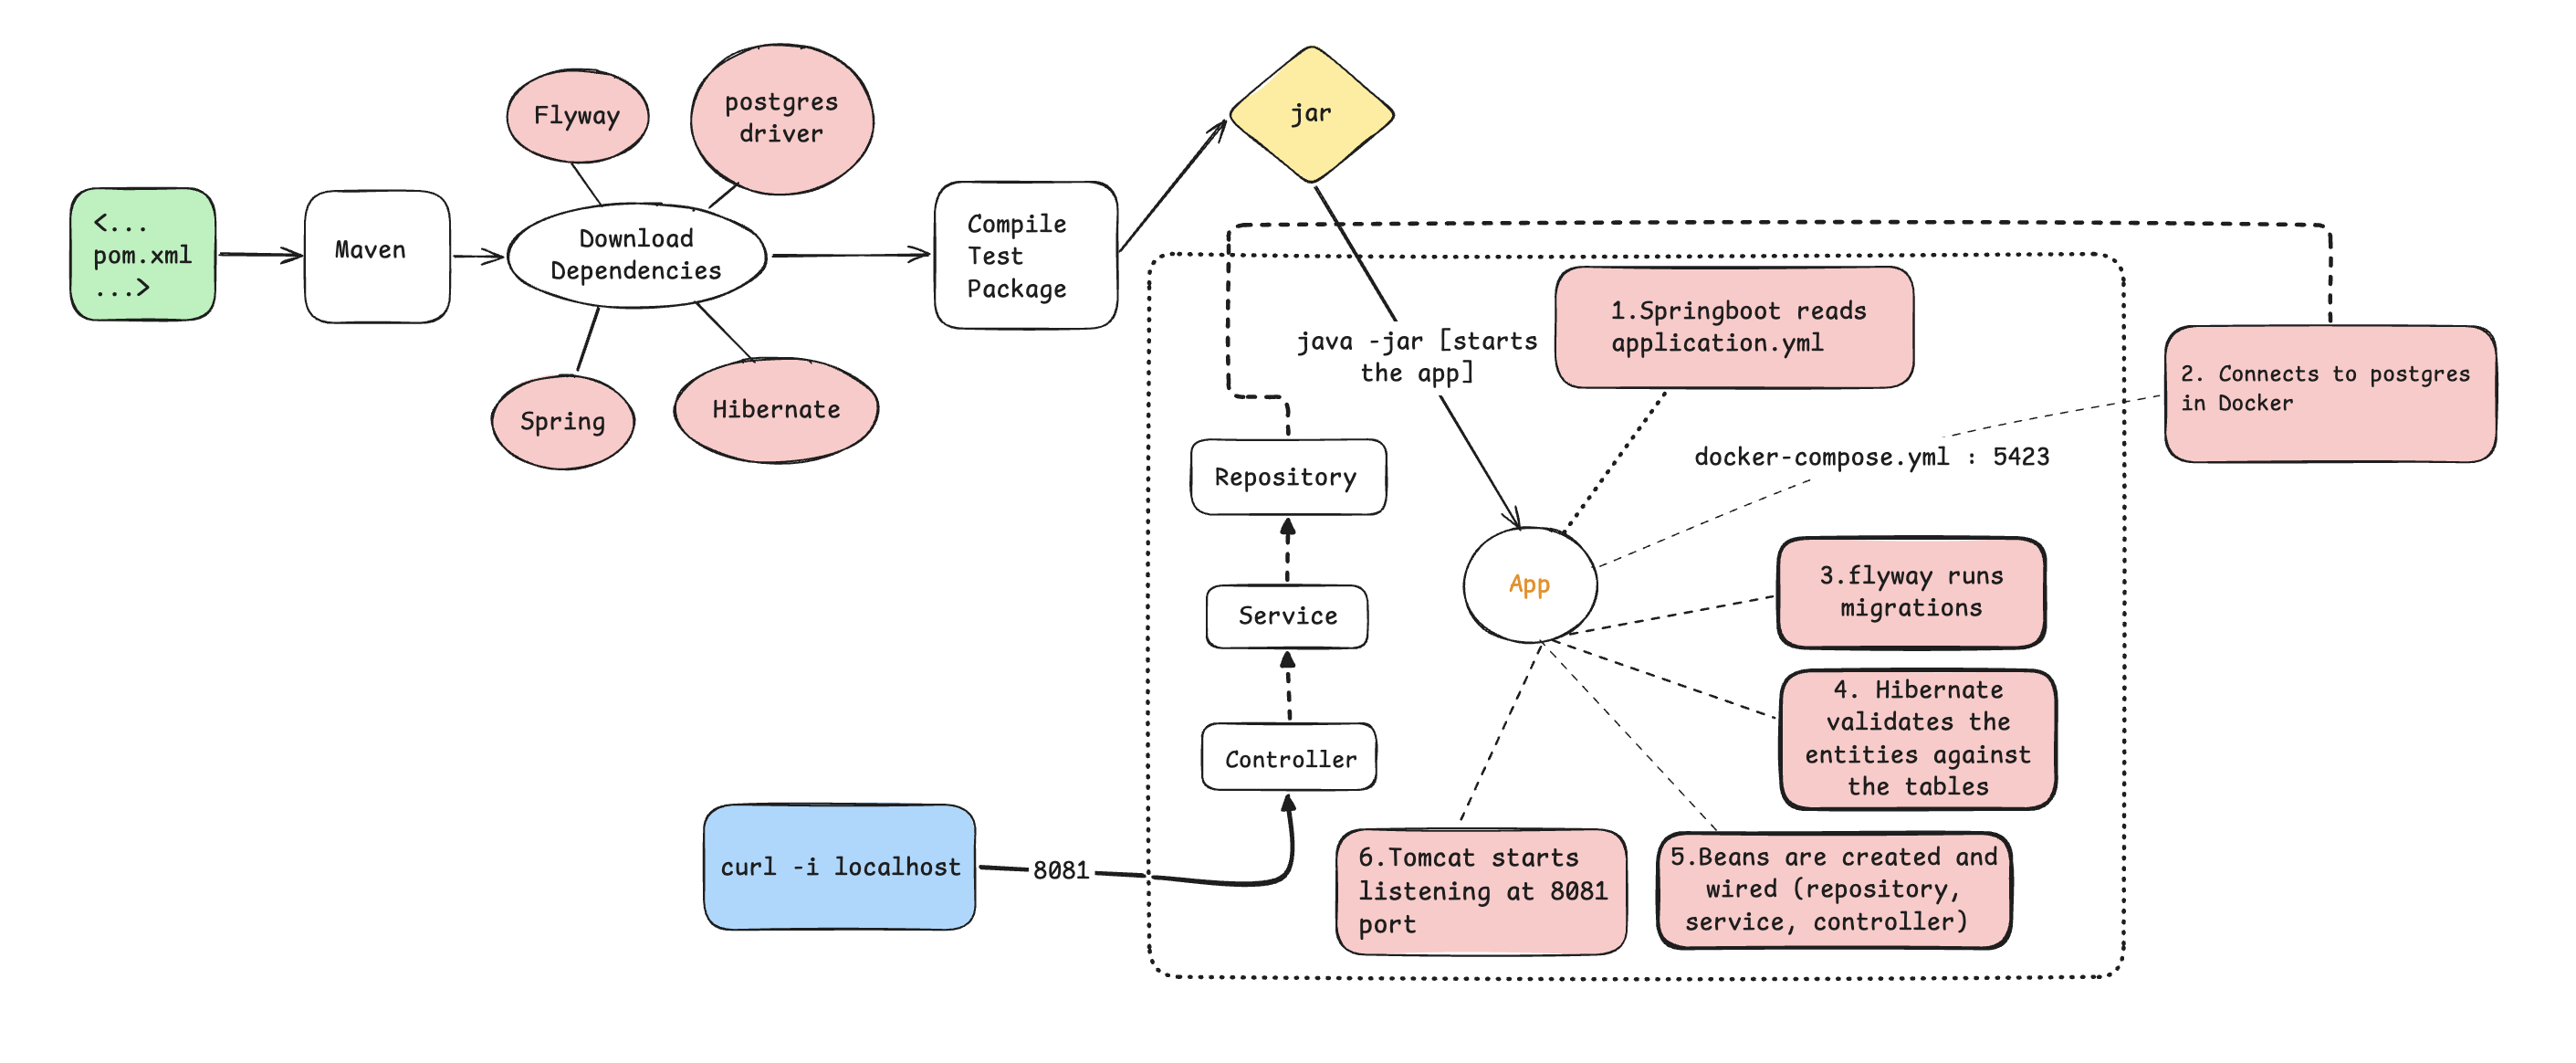 Flyway
postgres
driver
jar
<...
pom.xml
...>
Maven
Download
Dependencies
Compile
Test
Package
Spring
Hibernate
java -jar [starts
the app]
1.Springboot reads
application.yml
2. Connects to postgres
in Docker
docker-compose.yml : 5423
Repository
App
3.flyway runs
migrations
Service
4. Hibernate
validates the
entities against
the tables
Controller
curl -i localhost
8081
6.Tomcat starts
listening at 8081
port
5.Beans are created and
wired (repository,
service, controller)